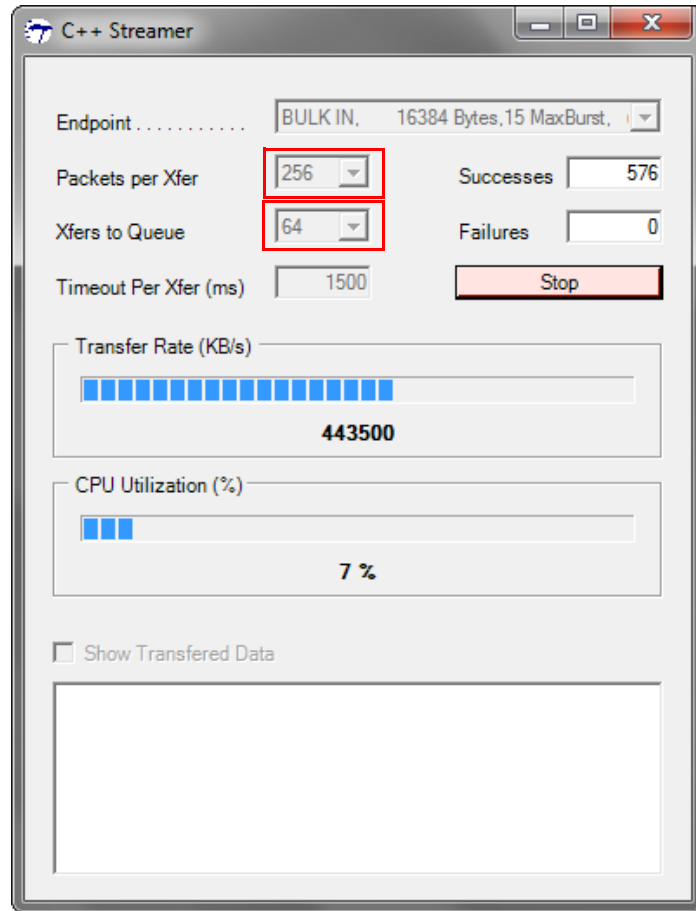 C++ Streamer
Endpoint . . . . . . . . . . . BULK IN, 16384 Bytes,15 MaxBurst,
Packets per Xfer 256 Successes 576
Xfers to Queue 64 Failures 0
Timeout Per Xfer (ms) 1500 Stop
Transfer Rate (KB/s)
443500
CPU Utilization (%)
7 %
Show Transfered Data